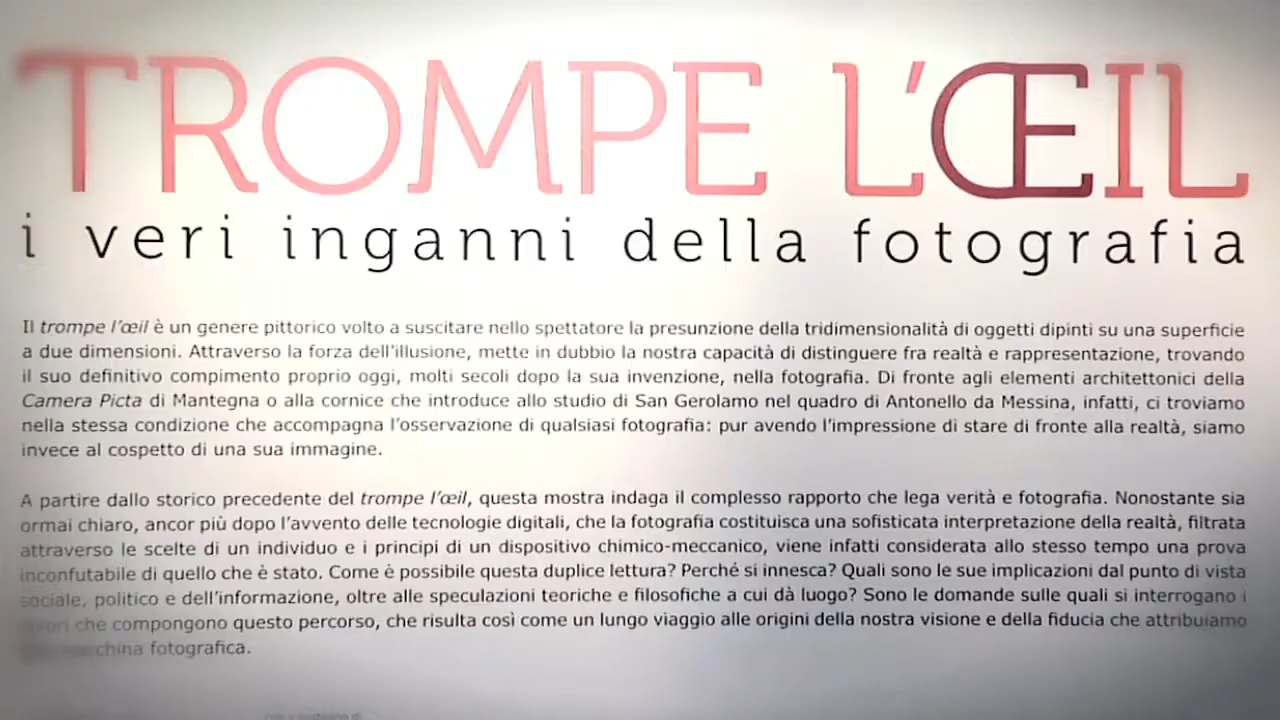 TROMPE L'ŒIL
i veri inganni della fotografia
Il trompe l'œil è un genere pittorico volto a suscitare nello spettatore la presunzione della tridimensionalità di oggetti dipinti su una superficie
a due dimensioni. Attraverso la forza dell'illusione, mette in dubbio la nostra capacità di distinguere fra realtà e rappresentazione, trovando
il suo definitivo compimento proprio oggi, molti secoli dopo la sua invenzione, nella fotografia. Di fronte agli elementi architettonici della
Camera Picta di Mantegna o alla cornice che introduce allo studio di San Gerolamo nel quadro di Antonello da Messina, infatti, ci troviamo
nella stessa condizione che accompagna l'osservazione di qualsiasi fotografia: pur avendo l'impressione di stare di fronte alla realtà, siamo
invece al cospetto di una sua immagine.
A partire dallo storico precedente del trompe l'œil, questa mostra indaga il complesso rapporto che lega verità e fotografia. Nonostante sia
ormai chiaro, ancor più dopo l'avvento delle tecnologie digitali, che la fotografia costituisca una sofisticata interpretazione della realtà, filtrata
attraverso le scelte di un individuo e i principi di un dispositivo chimico-meccanico, viene infatti considerata allo stesso tempo una prova
inconfutabile di quello che è stato. Come è possibile questa duplice lettura? Perché si innesca? Quali sono le sue implicazioni dal punto di vista
sociale, politico e dell'informazione, oltre alle speculazioni teoriche e filosofiche a cui dà luogo? Sono le domande sulle quali si interrogano i
che compongono questo percorso, che risulta così come un lungo viaggio alle origini della nostra visione e della fiducia che attribuiamo
fotografica.